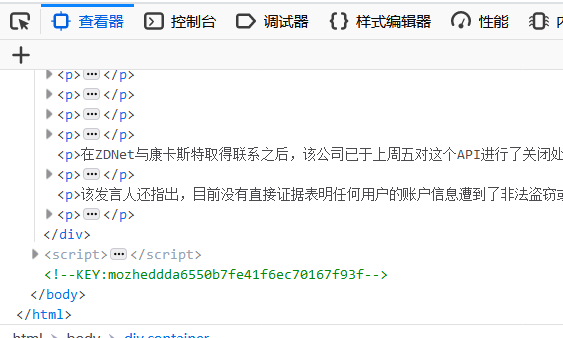 查看器 控制台 调试器 {} 样式编辑器 性能
+
<p>…</p>
<p>…</p>
<p>…</p>
<p>…</p>
<p>在ZDNet与康卡斯特取得联系之后，该公司已于上周五对这个API进行了关闭处
<p>…</p>
<p>该发言人还指出，目前没有直接证据表明任何用户的账户信息遭到了非法盗窃或
<p>…</p>
</div>
<script>…</script>
<!--KEY:mozheddda6550b7fe41f6ec70167f93f-->
</body>
</html>
html body div.container